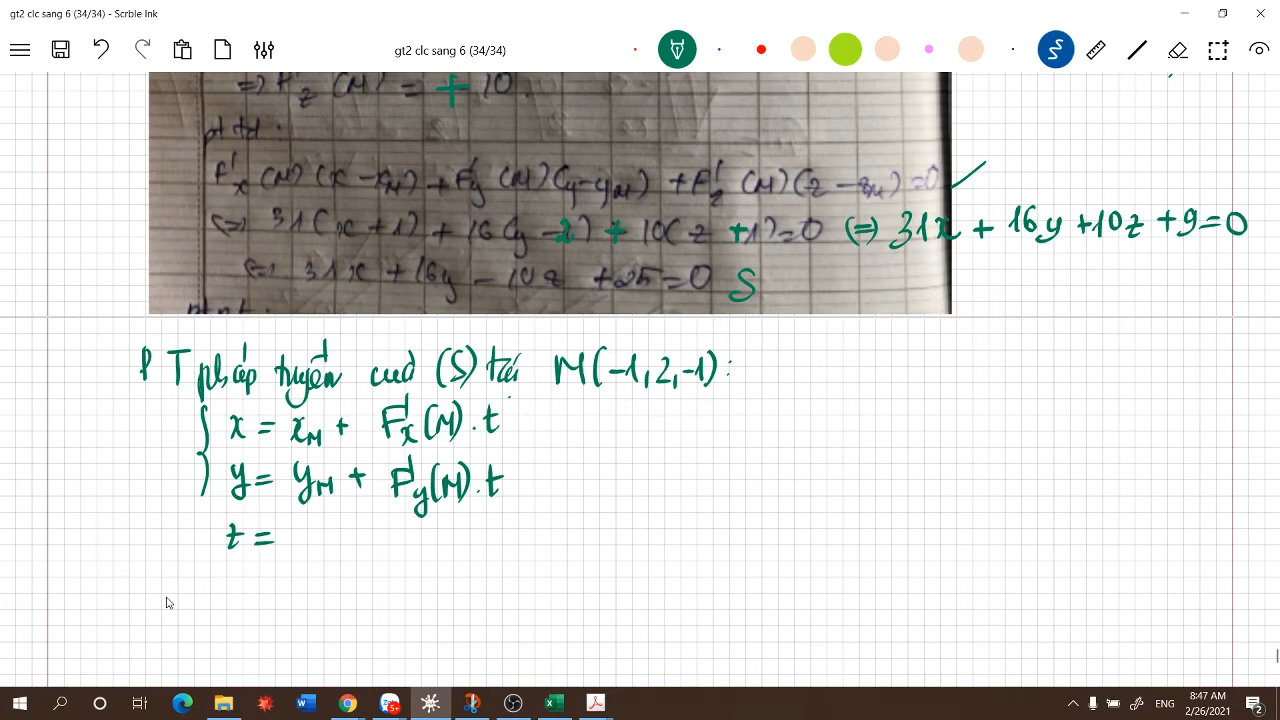 gt2 clc sang 6 (34/34) - Scrble Ink
gt2 clc sang 6 (34/34)
=> F'z (M) = + 10.
pt td :
F'x (M) (x - xM) + F'y (M) (y - yM) + F'z (M) (z - zM) = 0
(=) 31(x + 1) + 16(y - 2) + 10(z + 1) = 0 (=) 31x + 16y + 10z + 9 = 0
(=) 31x + 16y - 10z + 25 = 0 S
PT pháp tuyến của (S) tại M(-1, 2, -1) :
x = xM + F'x(M) . t
y = yM + F'y(M) . t
z =
ENG
8:47 AM
2/26/2021